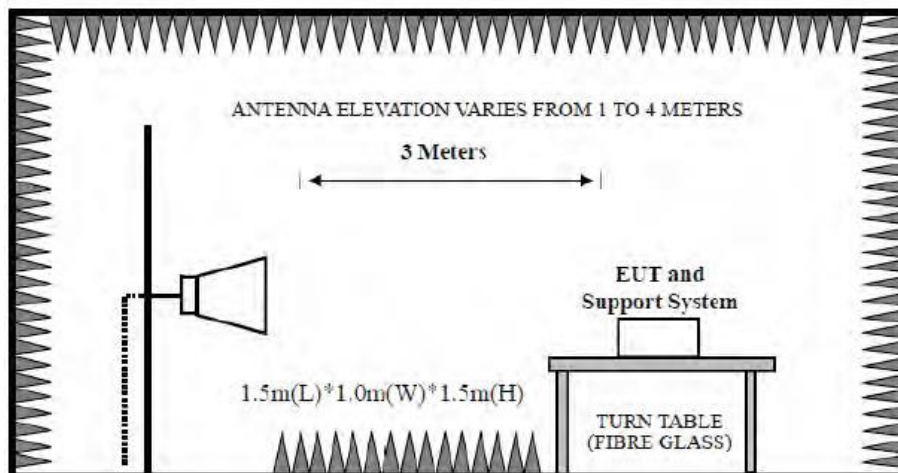 ANTENNA ELEVATION VARIES FROM 1 TO 4 METERS
3 Meters
EUT and
Support System
1.5m(L)*1.0m(W)*1.5m(H)
TURN TABLE
(FIBRE GLASS)